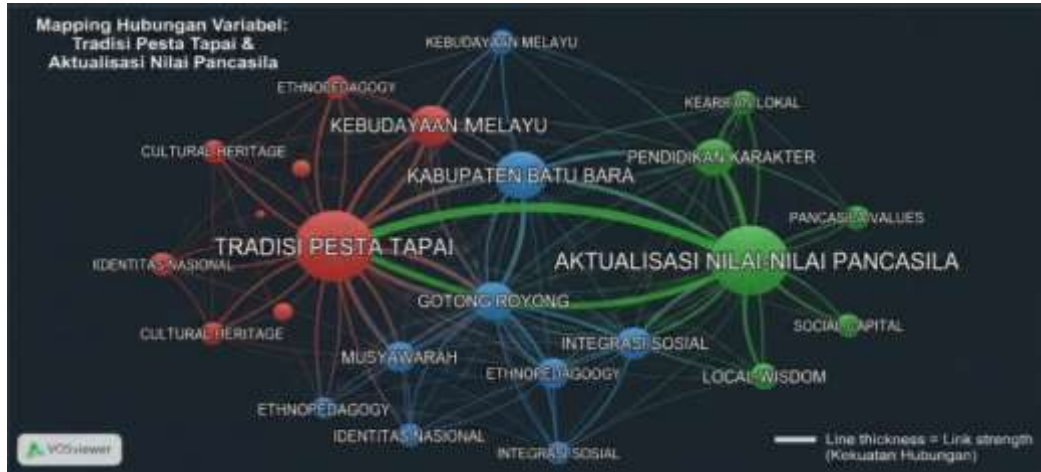 Mapping Hubungan Variabel:
Tradisi Pesta Tapai &
Aktualisasi Nilai Pancasila
KEBUDAYAAN MELAYU
ETHNOPEDAGOGY
KEARIFAN LOKAL
KEBUDAYAAN MELAYU
CULTURAL HERITAGE
PENDIDIKAN KARAKTER
KABUPATEN BATU BARA
PANCASILA VALUES
TRADISI PESTA TAPAI
AKTUALISASI NILAI-NILAI PANCASILA
IDENTITAS NASIONAL
GOTONG ROYONG
CULTURAL HERITAGE
SOCIAL CAPITAL
INTEGRASI SOSIAL
MUSYAWARAH
ETHNOPEDAGOOGY
LOCAL WISDOM
ETHNOPEDAGOGY
IDENTITAS NASIONAL
INTEGRASI SOSIAL
VOSviewer
Line thickness = Link strength
(Kekuatan Hubungan)